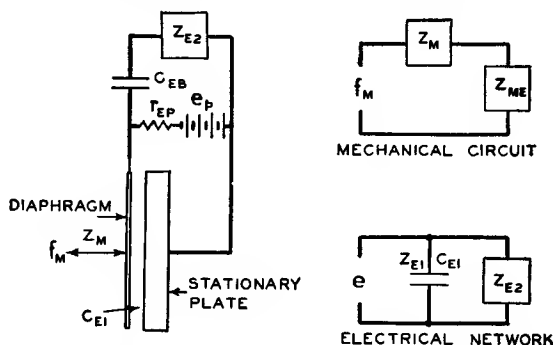 Z_E2
C_EB
r_EP
e_P
DIAPHRAGM
Z_M
f_M
C_E1
STATIONARY
PLATE
Z_M
f_M
Z_ME
MECHANICAL CIRCUIT
e
Z_E1
C_E1
Z_E2
ELECTRICAL NETWORK